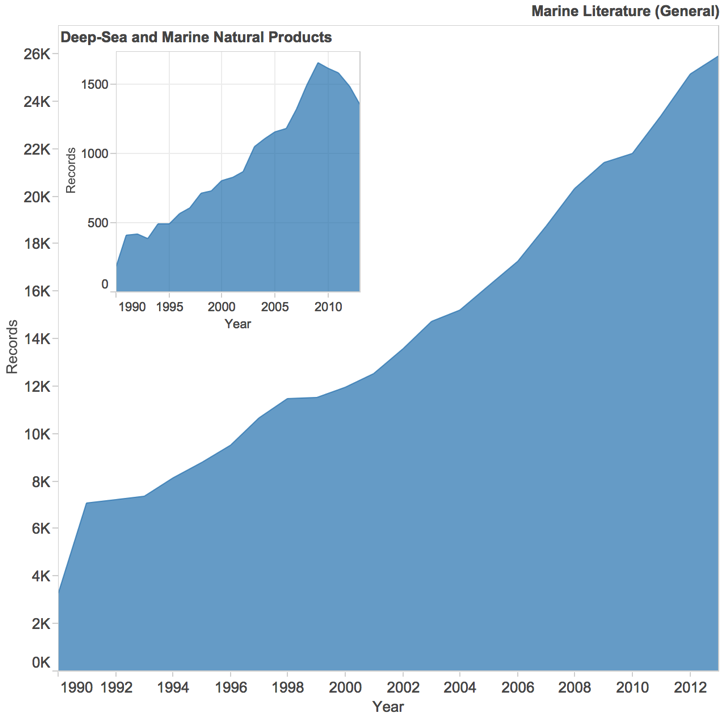 Marine Literature (General)
Deep-Sea and Marine Natural Products
1500
1000
500
0
Records
1990 1995 2000 2005 2010
Year
26K
24K
22K
20K
18K
16K
14K
12K
10K
8K
6K
4K
2K
0K
Records
1990 1992 1994 1996 1998 2000 2002 2004 2006 2008 2010 2012
Year